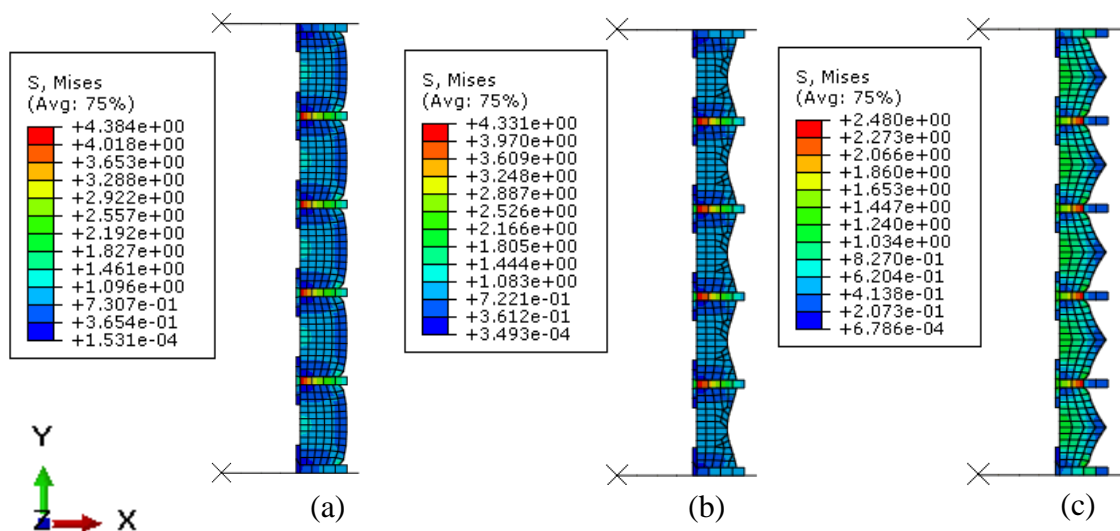 S, Mises
(Avg: 75%)
+4.384e+00
+4.018e+00
+3.653e+00
+3.288e+00
+2.922e+00
+2.557e+00
+2.192e+00
+1.827e+00
+1.461e+00
+1.096e+00
+7.307e-01
+3.654e-01
+1.531e-04
S, Mises
(Avg: 75%)
+4.331e+00
+3.970e+00
+3.609e+00
+3.248e+00
+2.887e+00
+2.526e+00
+2.166e+00
+1.805e+00
+1.444e+00
+1.083e+00
+7.221e-01
+3.612e-01
+3.493e-04
S, Mises
(Avg: 75%)
+2.480e+00
+2.273e+00
+2.066e+00
+1.860e+00
+1.653e+00
+1.447e+00
+1.240e+00
+1.034e+00
+8.270e-01
+6.204e-01
+4.138e-01
+2.073e-01
+6.786e-04
Y
Z
X
(a)
(b)
(c)